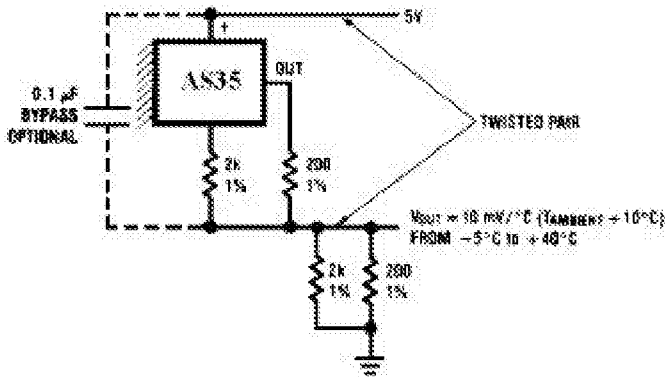 5V
+
AS35
OUT
0.1 µF
BYPASS
OPTIONAL
TWISTED PAIR
2k
1%
200
1%
VOUT = 10 mV/°C (TAMBIENT + 10°C)
FROM −5°C to +40°C
2k
1%
200
1%